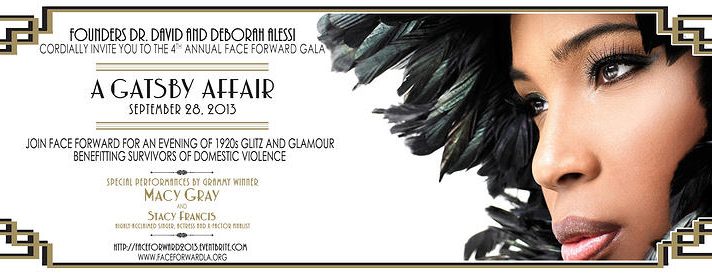 FOUNDERS DR. DAVID AND DEBORAH ALESSI
CORDIALLY INVITE YOU TO THE 4TH ANNUAL FACE FORWARD GALA
A GATSBY AFFAIR
SEPTEMBER 28, 2013
JOIN FACE FORWARD FOR AN EVENING OF 1920s GLITZ AND GLAMOUR
BENEFITTING SURVIVORS OF DOMESTIC VIOLENCE
SPECIAL PERFORMANCES BY GRAMMY WINNER
MACY GRAY
AND
STACY FRANCIS
HIGHLY-ACCLAIMED SINGER, ACTRESS AND X-FACTOR FINALIST
HTTP://FACEFORWARD2013.EVENTBRITE.COM
WWW.FACEFORWARDLA.ORG